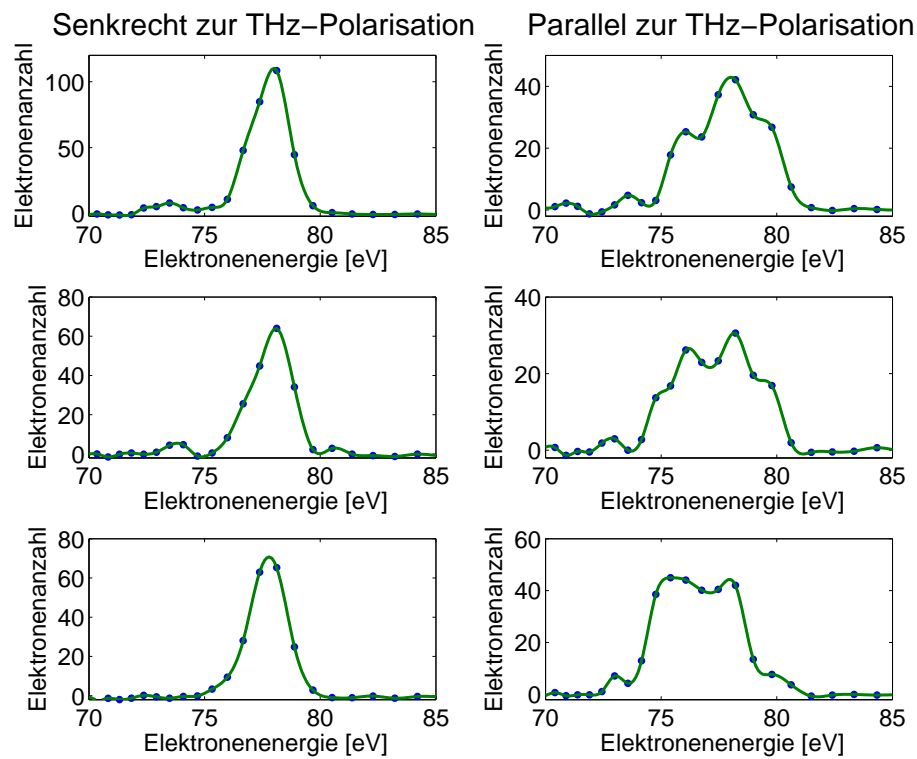 Senkrecht zur THz−Polarisation
Parallel zur THz−Polarisation
Elektronenanzahl
100
50
0
70 75 80 85
Elektronenenergie [eV]
Elektronenanzahl
40
20
0
70 75 80 85
Elektronenenergie [eV]
Elektronenanzahl
80
60
40
20
0
70 75 80 85
Elektronenenergie [eV]
Elektronenanzahl
40
20
0
70 75 80 85
Elektronenenergie [eV]
Elektronenanzahl
80
60
40
20
0
70 75 80 85
Elektronenenergie [eV]
Elektronenanzahl
60
40
20
0
70 75 80 85
Elektronenenergie [eV]